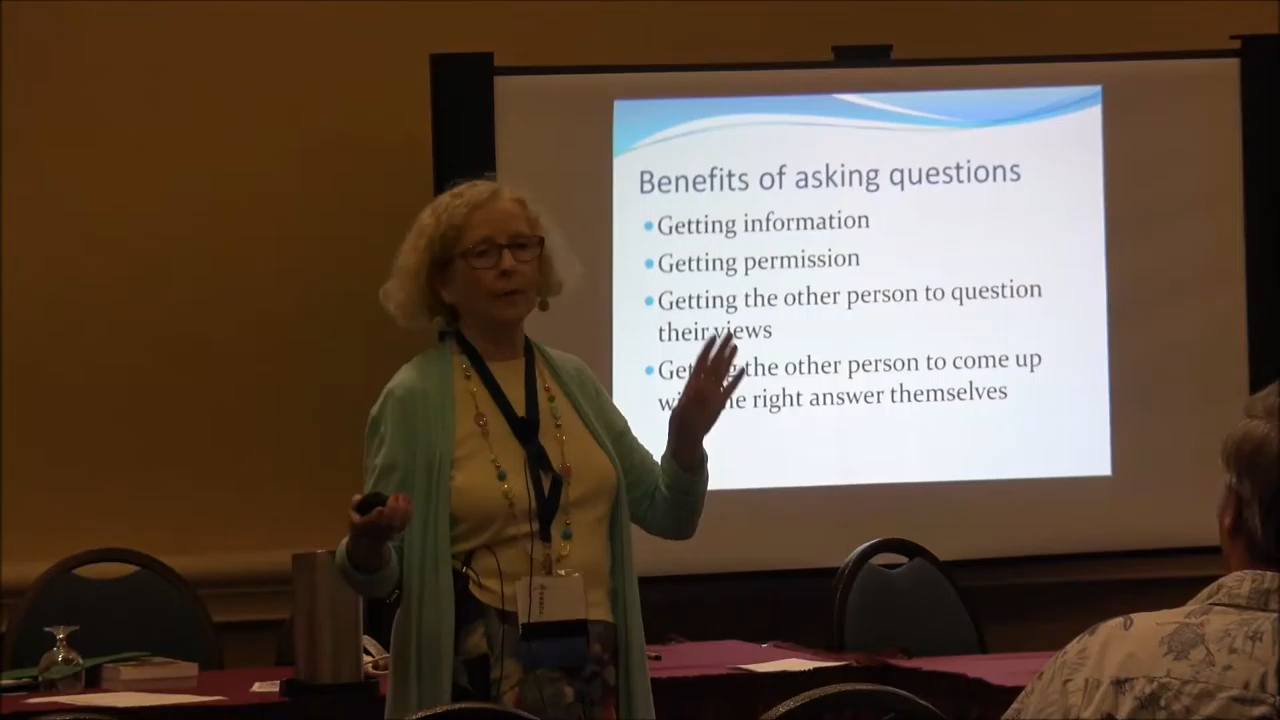 Benefits of asking questions
Getting information
Getting permission
Getting the other person to question
their views
Getting the other person to come up
the right answer themselves